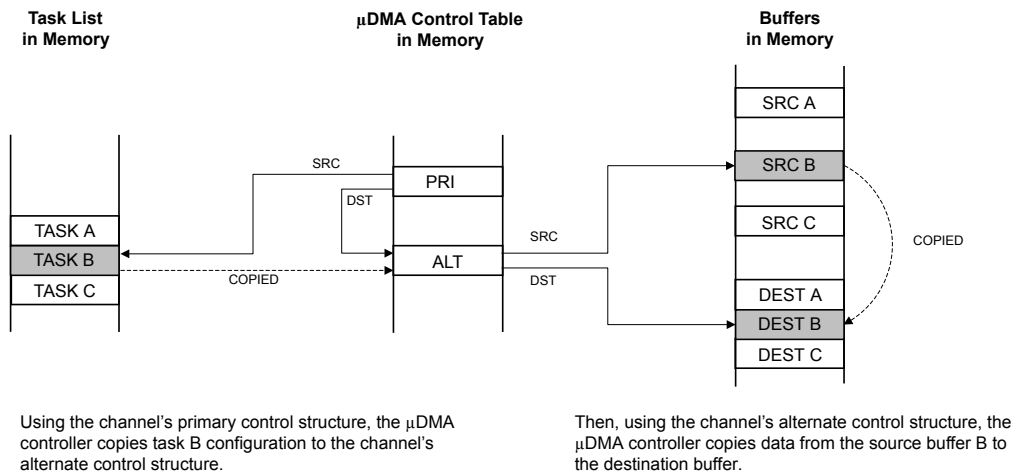 Task List
in Memory
µDMA Control Table
in Memory
Buffers
in Memory
SRC A
SRC
PRI
SRC B
DST
TASK A
SRC C
SRC
COPIED
TASK B
ALT
COPIED
DST
TASK C
DEST A
DEST B
DEST C
Using the channel's primary control structure, the µDMA
controller copies task B configuration to the channel's
alternate control structure.
Then, using the channel's alternate control structure, the
µDMA controller copies data from the source buffer B to
the destination buffer.